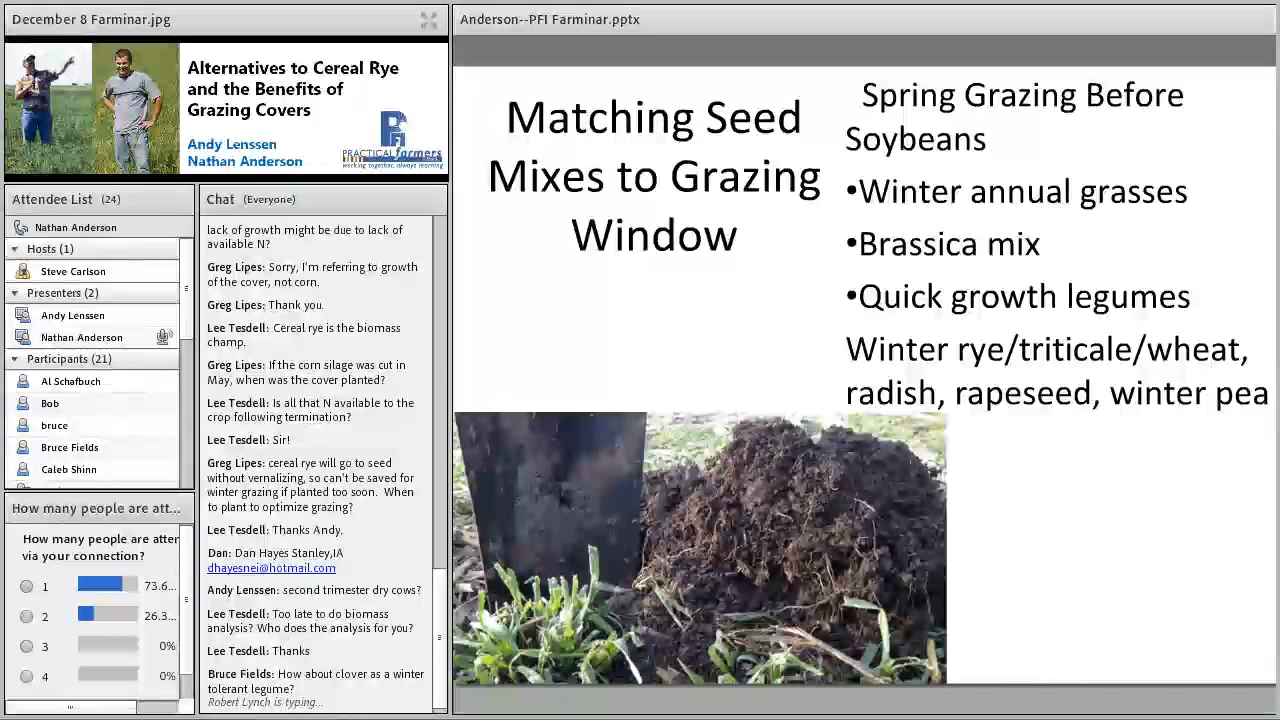 December 8 Farminar.jpg
Alternatives to Cereal Rye
and the Benefits of
Grazing Covers
Andy Lenssen
Nathan Anderson
PRACTICAL farmers
working together, always learning
Attendee List (24)
Nathan Anderson
Hosts (1)
Steve Carlson
Presenters (2)
Andy Lenssen
Nathan Anderson
Participants (21)
Al Schafbuch
Bob
bruce
Bruce Fields
Caleb Shinn
How many people are att...
How many people are atter
via your connection?
1 73.6...
2 26.3...
3 0%
4 0%
Chat (Everyone)
lack of growth might be due to lack of
available N?
Greg Lipes: Sorry, I'm referring to growth
of the cover, not corn.
Greg Lipes: Thank you.
Lee Tesdell: Cereal rye is the biomass
champ.
Greg Lipes: If the corn silage was cut in
May, when was the cover planted?
Lee Tesdell: Is all that N available to the
crop following termination?
Lee Tesdell: Sir!
Greg Lipes: cereal rye will go to seed
without vernalizing, so can't be saved for
winter grazing if planted too soon. When
to plant to optimize grazing?
Lee Tesdell: Thanks Andy.
Dan: Dan Hayes Stanley,IA
dhayesnei@hotmail.com
Andy Lenssen: second trimester dry cows?
Lee Tesdell: Too late to do biomass
analysis? Who does the analysis for you?
Lee Tesdell: Thanks
Bruce Fields: How about clover as a winter
tolerant legume?
Robert Lynch is typing...
Anderson--PFI Farminar.pptx
Matching Seed
Mixes to Grazing
Window
Spring Grazing Before
Soybeans
•Winter annual grasses
•Brassica mix
•Quick growth legumes
Winter rye/triticale/wheat,
radish, rapeseed, winter pea